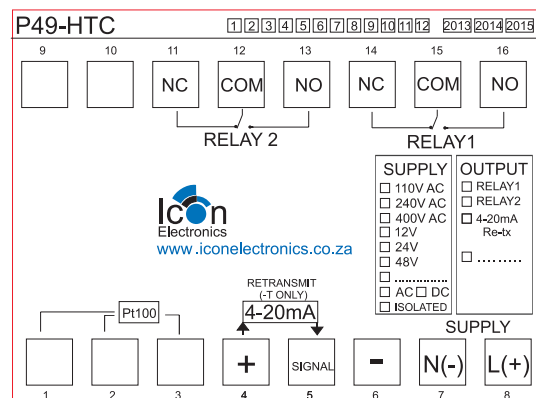 P49-HTC 1 2 3 4 5 6 7 8 9 10 11 12 2013 2014 2015
9 10 11 12 13 14 15 16
NC COM NO NC COM NO
RELAY 2 RELAY1
SUPPLY
110V AC
240V AC
400V AC
12V
24V
48V
..............
AC DC
ISOLATED
OUTPUT
RELAY1
RELAY2
4-20mA
Re-tx
........
Icon
Electronics
www.iconelectronics.co.za
RETRANSMIT
(-T ONLY)
4-20mA
Pt100
SUPPLY
+ SIGNAL - N(-) L(+)
1 2 3 4 5 6 7 8